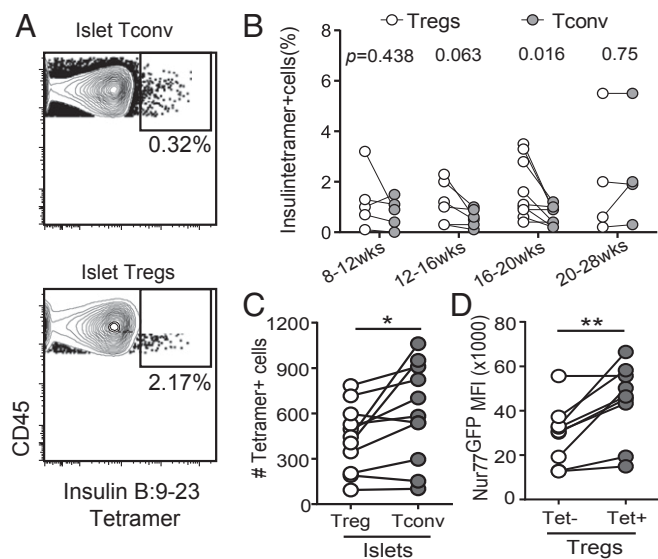 A
Islet Tconv
0.32%
Islet Tregs
2.17%
CD45
Insulin B:9-23
Tetramer
B
Tregs
Tconv
p=0.438
0.063
0.016
0.75
Insulintetramer+cells(%)
8
6
4
2
0
8-12wks
12-16wks
16-20wks
20-28wks
C
*
# Tetramer+ cells
1200
900
600
300
0
Treg
Tconv
Islets
D
**
Nur77GFP MFI (x1000)
80
60
40
20
0
Tet-
Tet+
Tregs